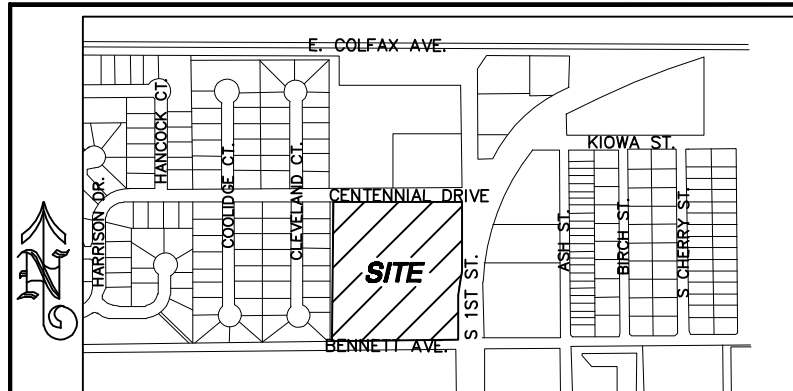 E. COLFAX AVE.
HANCOCK CT.
KIOWA ST.
HARRISON DR.
COOLIDGE CT.
CLEVELAND CT.
CENTENNIAL DRIVE
ASH ST.
BIRCH ST.
S CHERRY ST.
SITE
S 1ST ST.
N
BENNETT AVE.